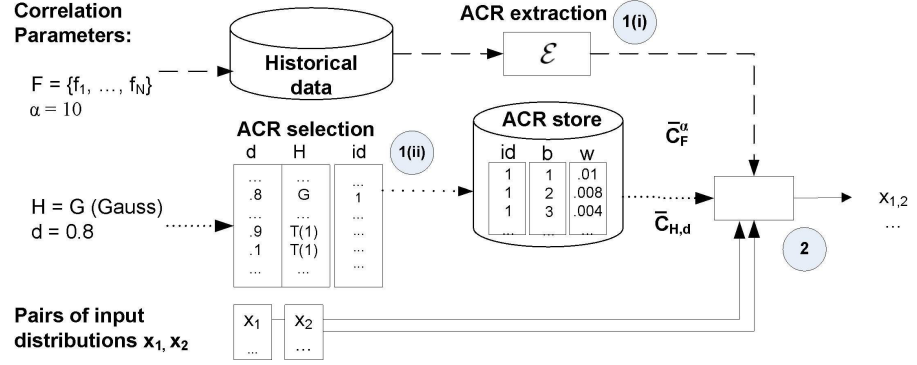 Correlation
Parameters:
F = {f1, ..., fN}
α = 10
Historical
data
ACR extraction
1(i)
ℰ
ACR selection
d H id
... ... ...
.8 G 1
... ... ...
.9 T(1) ...
.1 T(1) ...
... ...
1(ii)
ACR store
id b w
1 1 .01
1 2 .008
1 3 .004
... ... ...
C̅αF
C̅H,d
H = G (Gauss)
d = 0.8
x1,2
...
2
Pairs of input
distributions x1, x2
x1 x2
... ...